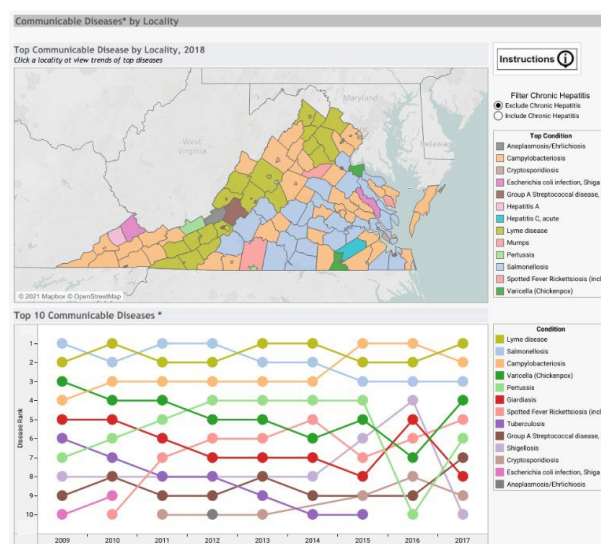 Communicable Diseases* by Locality
Top Communicable Disease by Locality, 2018
Click a locality ot view trends of top diseases
Instructions i
Filter Chronic Hepatitis
Exclude Chronic Hepatitis
Include Chronic Hepatitis
Maryland
West
Virginia
Delaware
© 2021 Mapbox © OpenStreetMap
Top Condition
Anaplasmosis/Ehrlichiosis
Campylobacteriosis
Cryptosporidiosis
Escherichia coli infection, Shiga
Group A Streptococcal disease,
Hepatitis A
Hepatitis C, acute
Lyme disease
Mumps
Pertussis
Salmonellosis
Spotted Fever Rickettsiosis (incl
Varicella (Chickenpox)
Top 10 Communicable Diseases *
Disease Rank
1
2
3
4
5
6
7
8
9
10
2009 2010 2011 2012 2013 2014 2015 2016 2017
Condition
Lyme disease
Salmonellosis
Campylobacteriosis
Varicella (Chickenpox)
Pertussis
Giardiasis
Spotted Fever Rickettsiosis (incl
Tuberculosis
Group A Streptococcal disease,
Shigellosis
Cryptosporidiosis
Escherichia coli infection, Shiga
Anaplasmosis/Ehrlichiosis